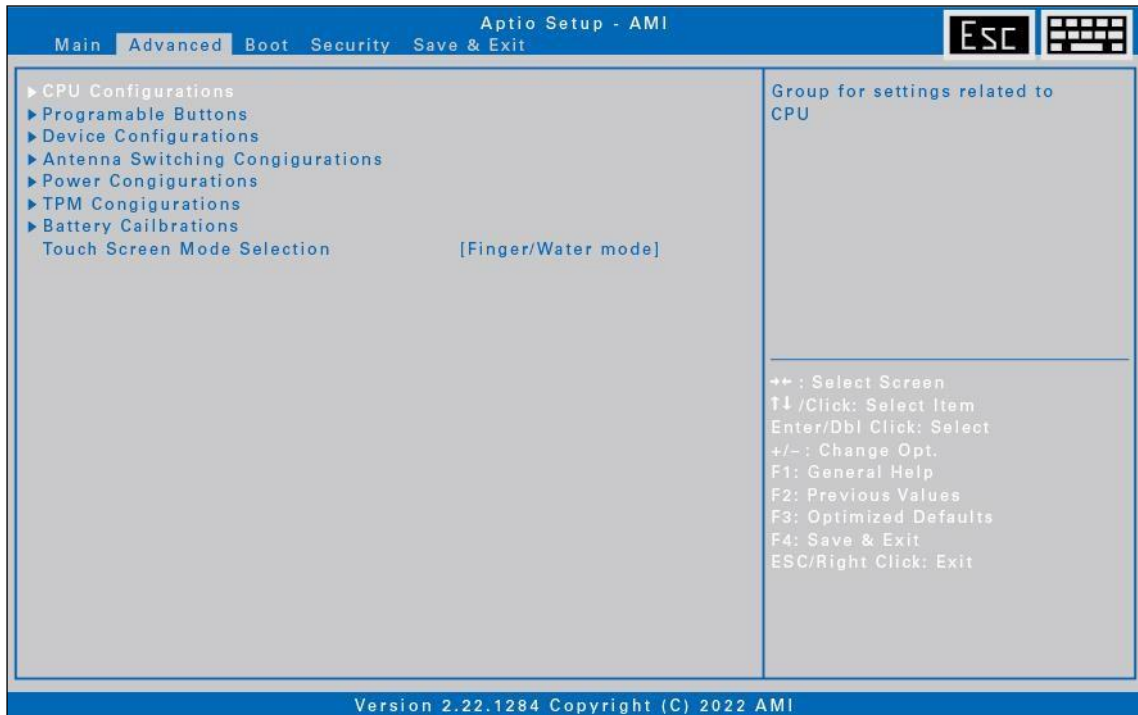 Aptio Setup - AMI
Main Advanced Boot Security Save & Exit
Esc
▶ CPU Configurations
▶ Programable Buttons
▶ Device Configurations
▶ Antenna Switching Congigurations
▶ Power Congigurations
▶ TPM Congigurations
▶ Battery Cailbrations
Touch Screen Mode Selection [Finger/Water mode]
Group for settings related to
CPU
→←: Select Screen
↑↓/Click: Select Item
Enter/Dbl Click: Select
+/-: Change Opt.
F1: General Help
F2: Previous Values
F3: Optimized Defaults
F4: Save & Exit
ESC/Right Click: Exit
Version 2.22.1284 Copyright (C) 2022 AMI